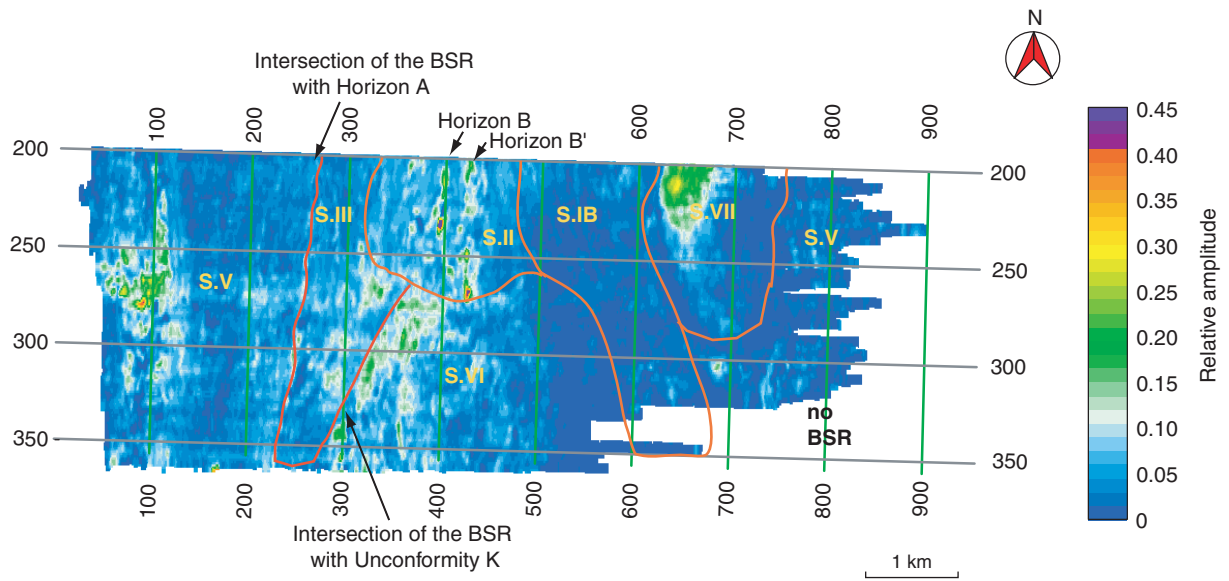 N
Intersection of the BSR
with Horizon A
Horizon B
Horizon B'
100
200
300
600
700
800
900
200
250
300
350
200
250
300
350
S.III
S.II
S.IB
S.VII
S.V
S.V
S.VI
no
BSR
100
200
300
400
500
600
700
800
900
Intersection of the BSR
with Unconformity K
1 km
0.45
0.40
0.35
0.30
0.25
0.20
0.15
0.10
0.05
0
Relative amplitude